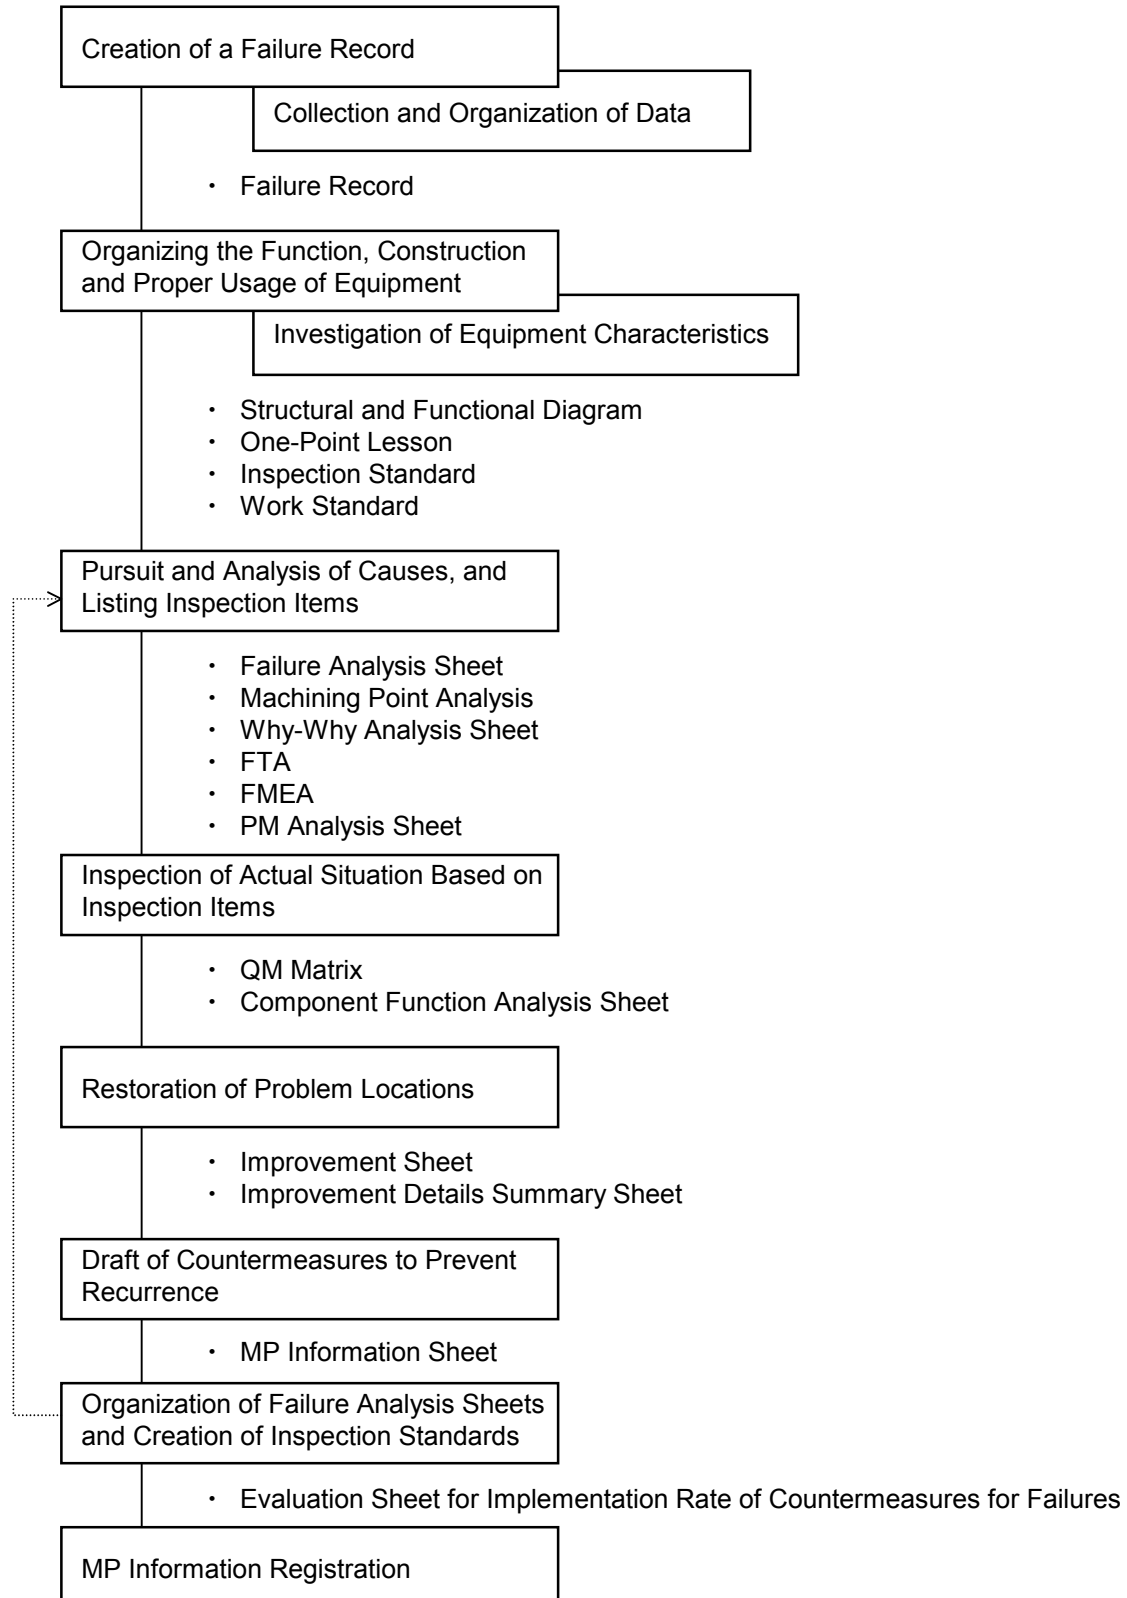 Creation of a Failure Record
Collection and Organization of Data
・ Failure Record
Organizing the Function, Construction
and Proper Usage of Equipment
Investigation of Equipment Characteristics
・ Structural and Functional Diagram
・ One-Point Lesson
・ Inspection Standard
・ Work Standard
Pursuit and Analysis of Causes, and
Listing Inspection Items
・ Failure Analysis Sheet
・ Machining Point Analysis
・ Why-Why Analysis Sheet
・ FTA
・ FMEA
・ PM Analysis Sheet
Inspection of Actual Situation Based on
Inspection Items
・ QM Matrix
・ Component Function Analysis Sheet
Restoration of Problem Locations
・ Improvement Sheet
・ Improvement Details Summary Sheet
Draft of Countermeasures to Prevent
Recurrence
・ MP Information Sheet
Organization of Failure Analysis Sheets
and Creation of Inspection Standards
・ Evaluation Sheet for Implementation Rate of Countermeasures for Failures
MP Information Registration